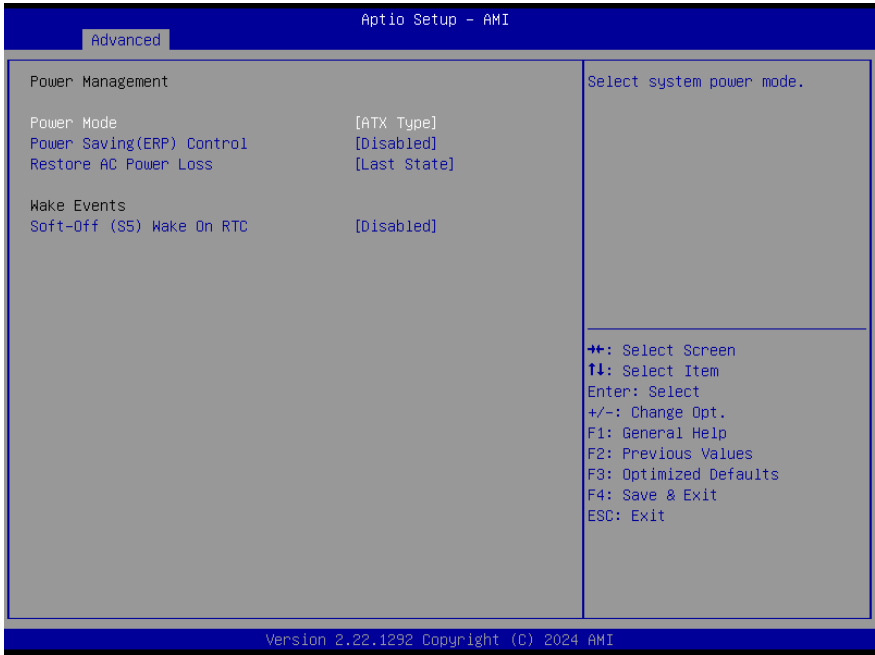 Aptio Setup - AMI
Advanced
Power Management
Power Mode [ATX Type]
Power Saving(ERP) Control [Disabled]
Restore AC Power Loss [Last State]
Wake Events
Soft-Off (S5) Wake On RTC [Disabled]
Select system power mode.
→←: Select Screen
↑↓: Select Item
Enter: Select
+/-: Change Opt.
F1: General Help
F2: Previous Values
F3: Optimized Defaults
F4: Save & Exit
ESC: Exit
Version 2.22.1292 Copyright (C) 2024 AMI